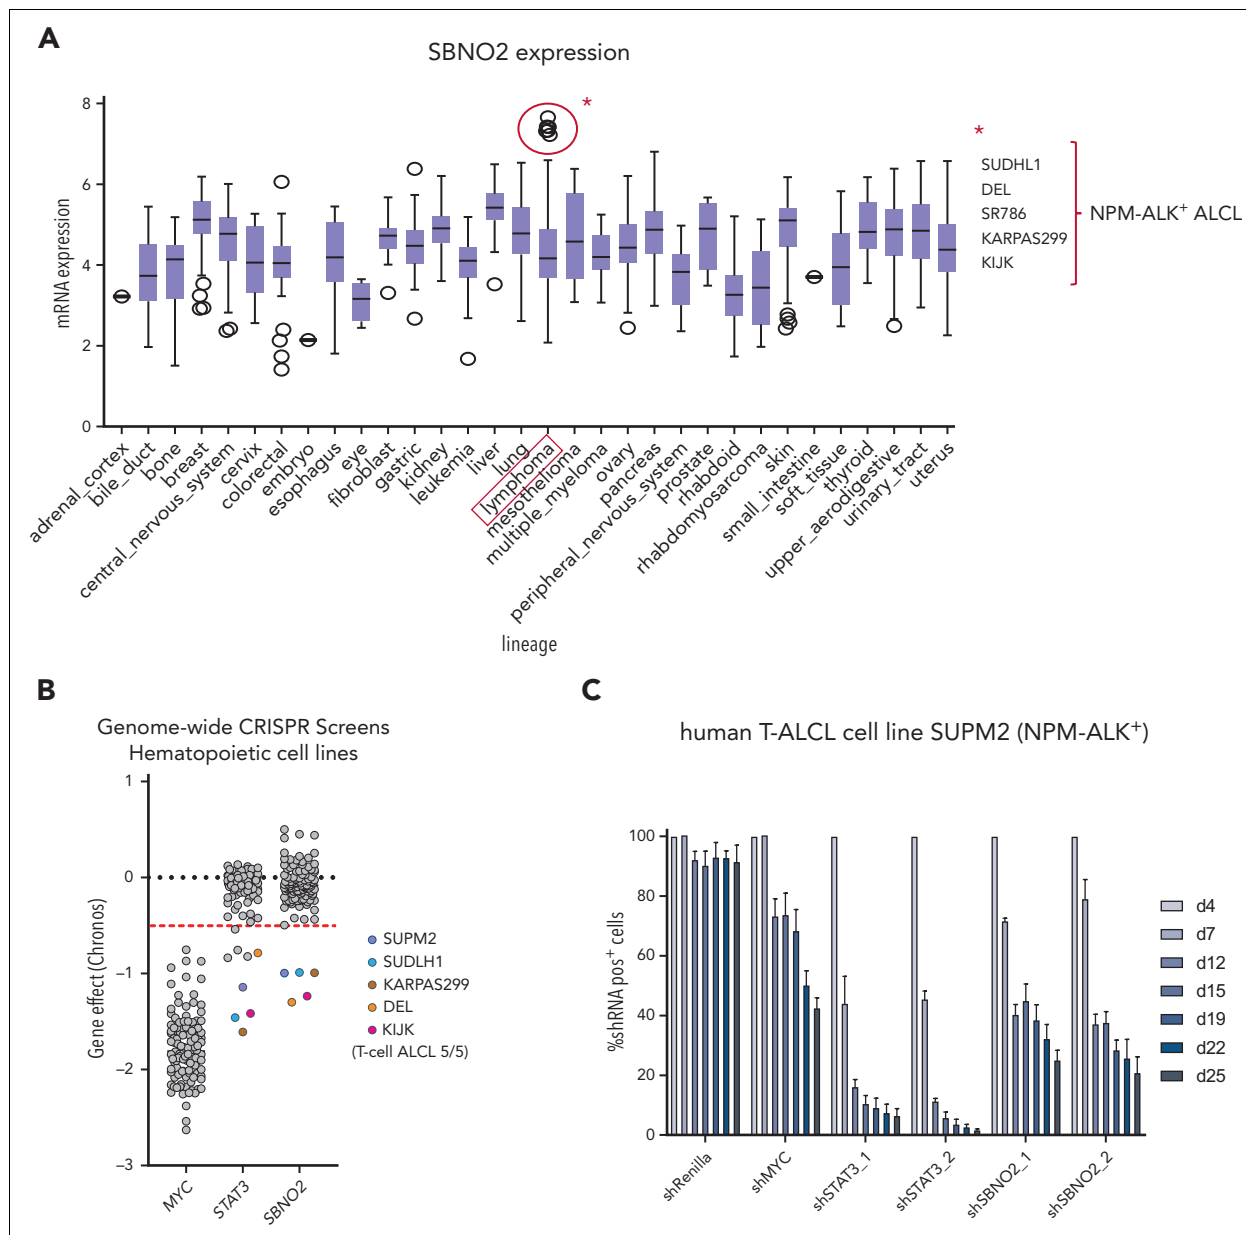 A
SBNO2 expression
mRNA expression
8
6
4
2
0
*
*
SUDHL1
DEL
SR786
KARPAS299
KIJK
NPM-ALK+ ALCL
adrenal_cortex
bile_duct
bone
breast
central_nervous_system
cervix
colorectal
embryo
esophagus
eye
fibroblast
gastric
kidney
leukemia
liver
lung
lymphoma
mesothelioma
multiple_myeloma
ovary
pancreas
peripheral_nervous_system
prostate
rhabdoid
rhabdomyosarcoma
skin
small_intestine
soft_tissue
thyroid
upper_aerodigestive
urinary_tract
uterus
lineage
B
Genome-wide CRISPR Screens
Hematopoietic cell lines
Gene effect (Chronos)
1
0
−1
−2
−3
MYC
STAT3
SBNO2
SUPM2
SUDLH1
KARPAS299
DEL
KIJK
(T-cell ALCL 5/5)
C
human T-ALCL cell line SUPM2 (NPM-ALK+)
%shRNA pos+ cells
100
80
60
40
20
0
shRenilla
shMYC
shSTAT3_1
shSTAT3_2
shSBNO2_1
shSBNO2_2
d4
d7
d12
d15
d19
d22
d25